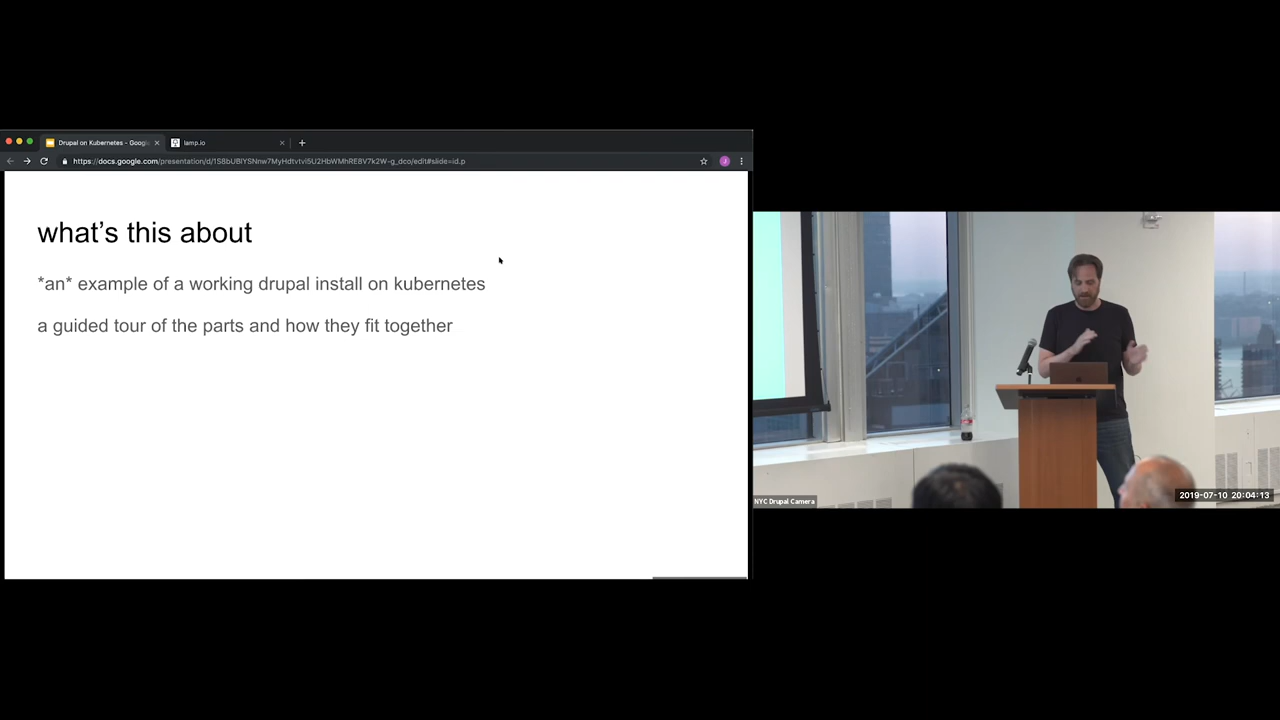 Drupal on Kubernetes - Googl
lamp.io
what's this about
*an* example of a working drupal install on kubernetes
a guided tour of the parts and how they fit together
NYC Drupal Camera
2019-07-10 20:04:13